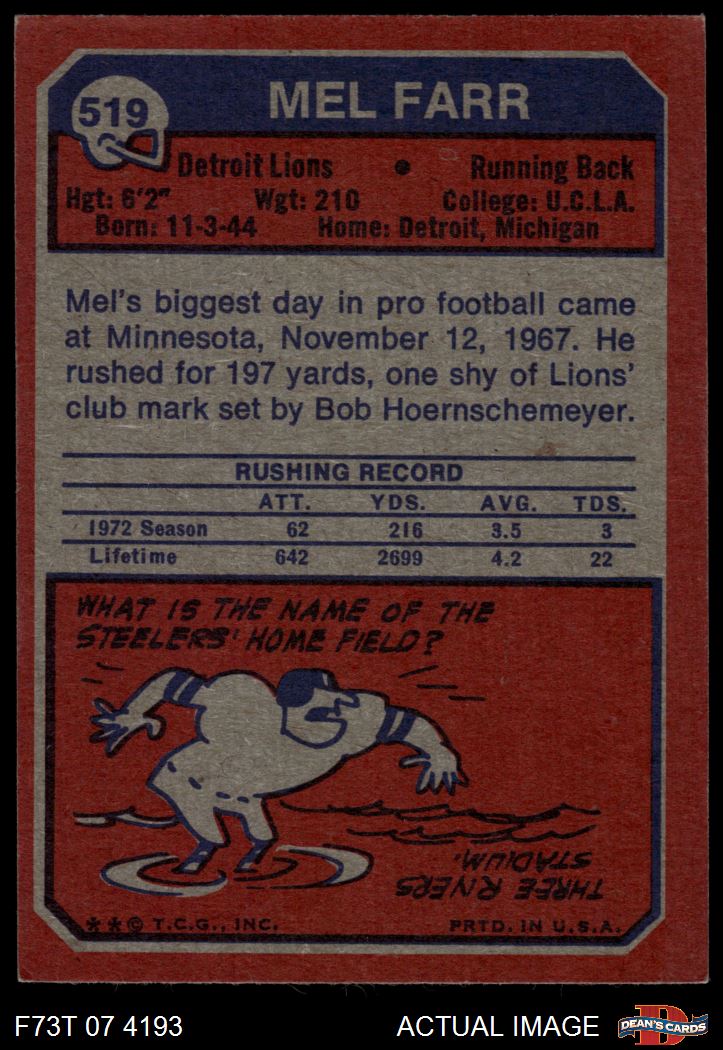 519
MEL FARR
Detroit Lions • Running Back
Hgt: 6'2" Wgt: 210 College: U.C.L.A.
Born: 11-3-44 Home: Detroit, Michigan
Mel's biggest day in pro football came
at Minnesota, November 12, 1967. He
rushed for 197 yards, one shy of Lions'
club mark set by Bob Hoernschemeyer.
RUSHING RECORD
ATT. YDS. AVG. TDS.
1972 Season 62 216 3.5 3
Lifetime 642 2699 4.2 22
WHAT IS THE NAME OF THE
STEELERS' HOME FIELD?
THREE RIVERS
STADIUM.
**© T.C.G., INC. PRTD. IN U.S.A.
F73T 07 4193 ACTUAL IMAGE
D
DEAN'S CARDS